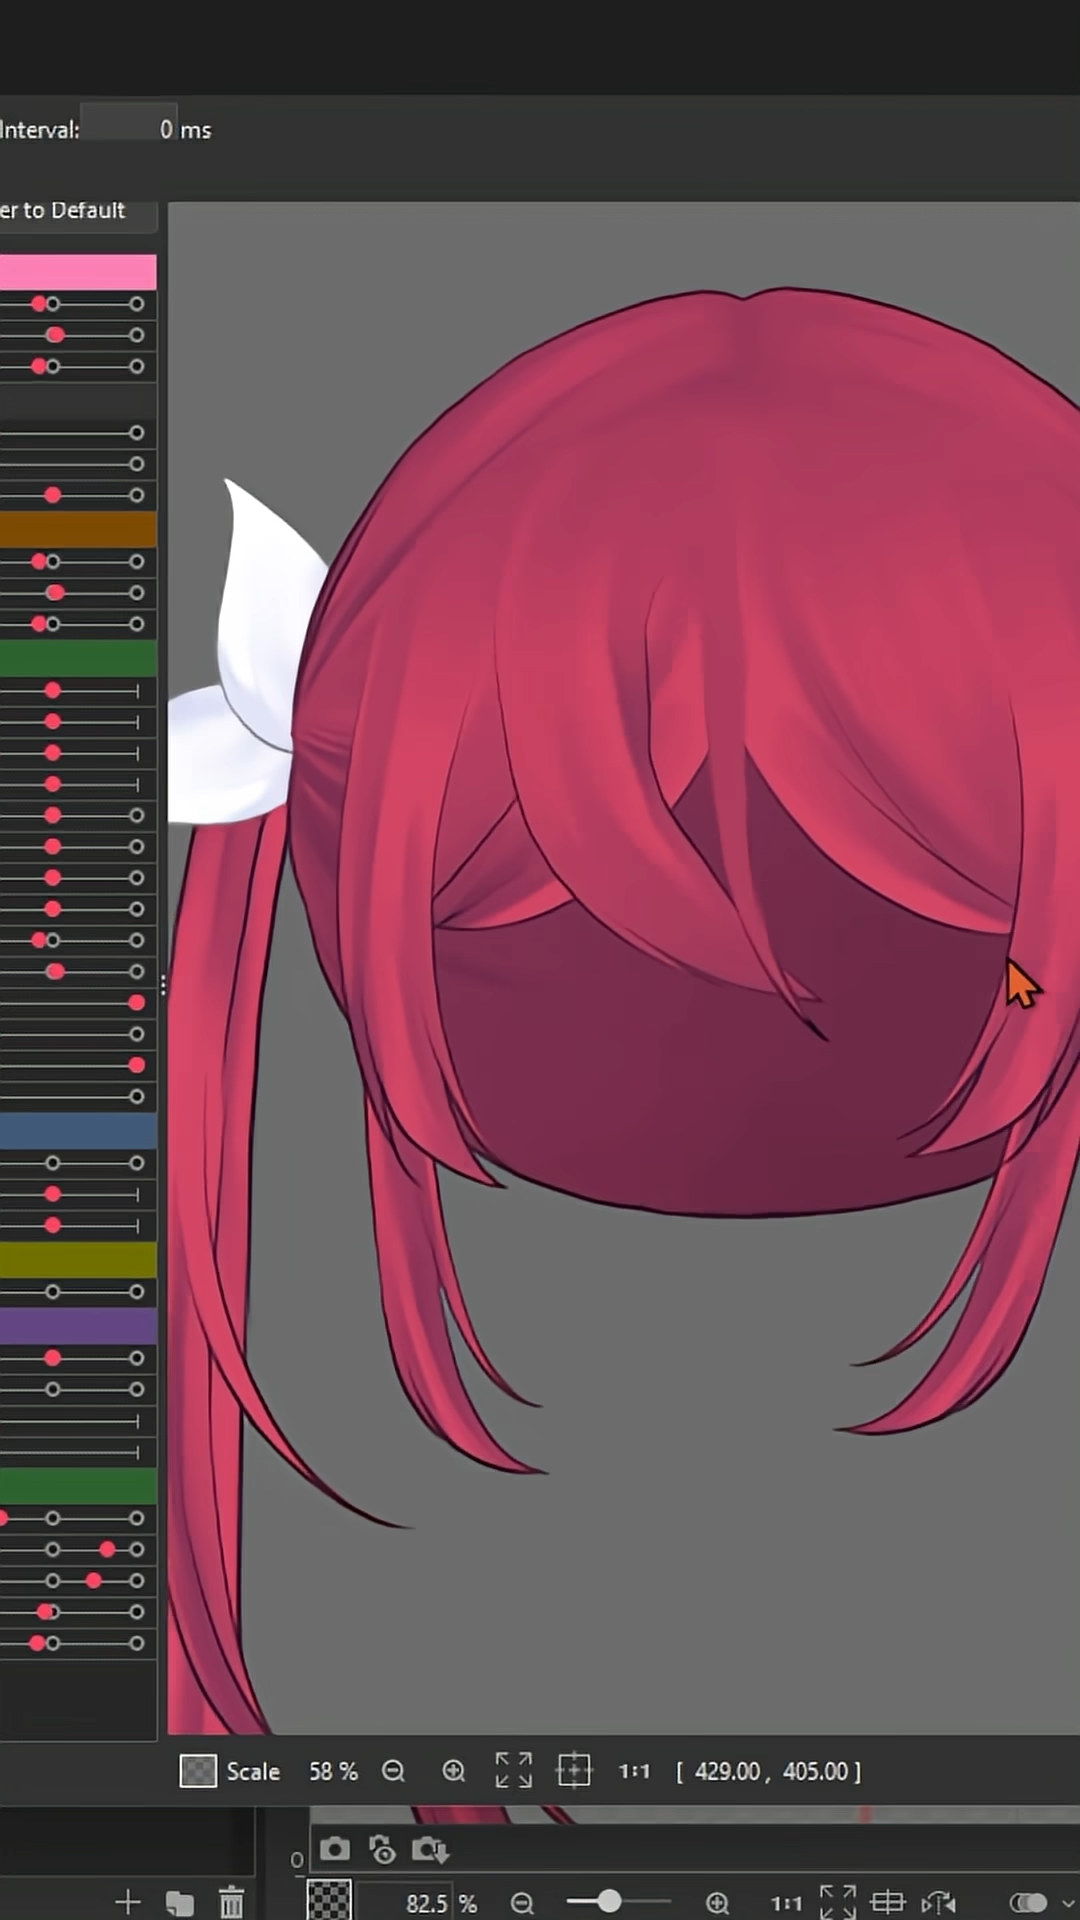 Interval: 0 ms
er to Default
Scale 58 % 1:1 [ 429.00 , 405.00 ]
0
82.5 % 1:1